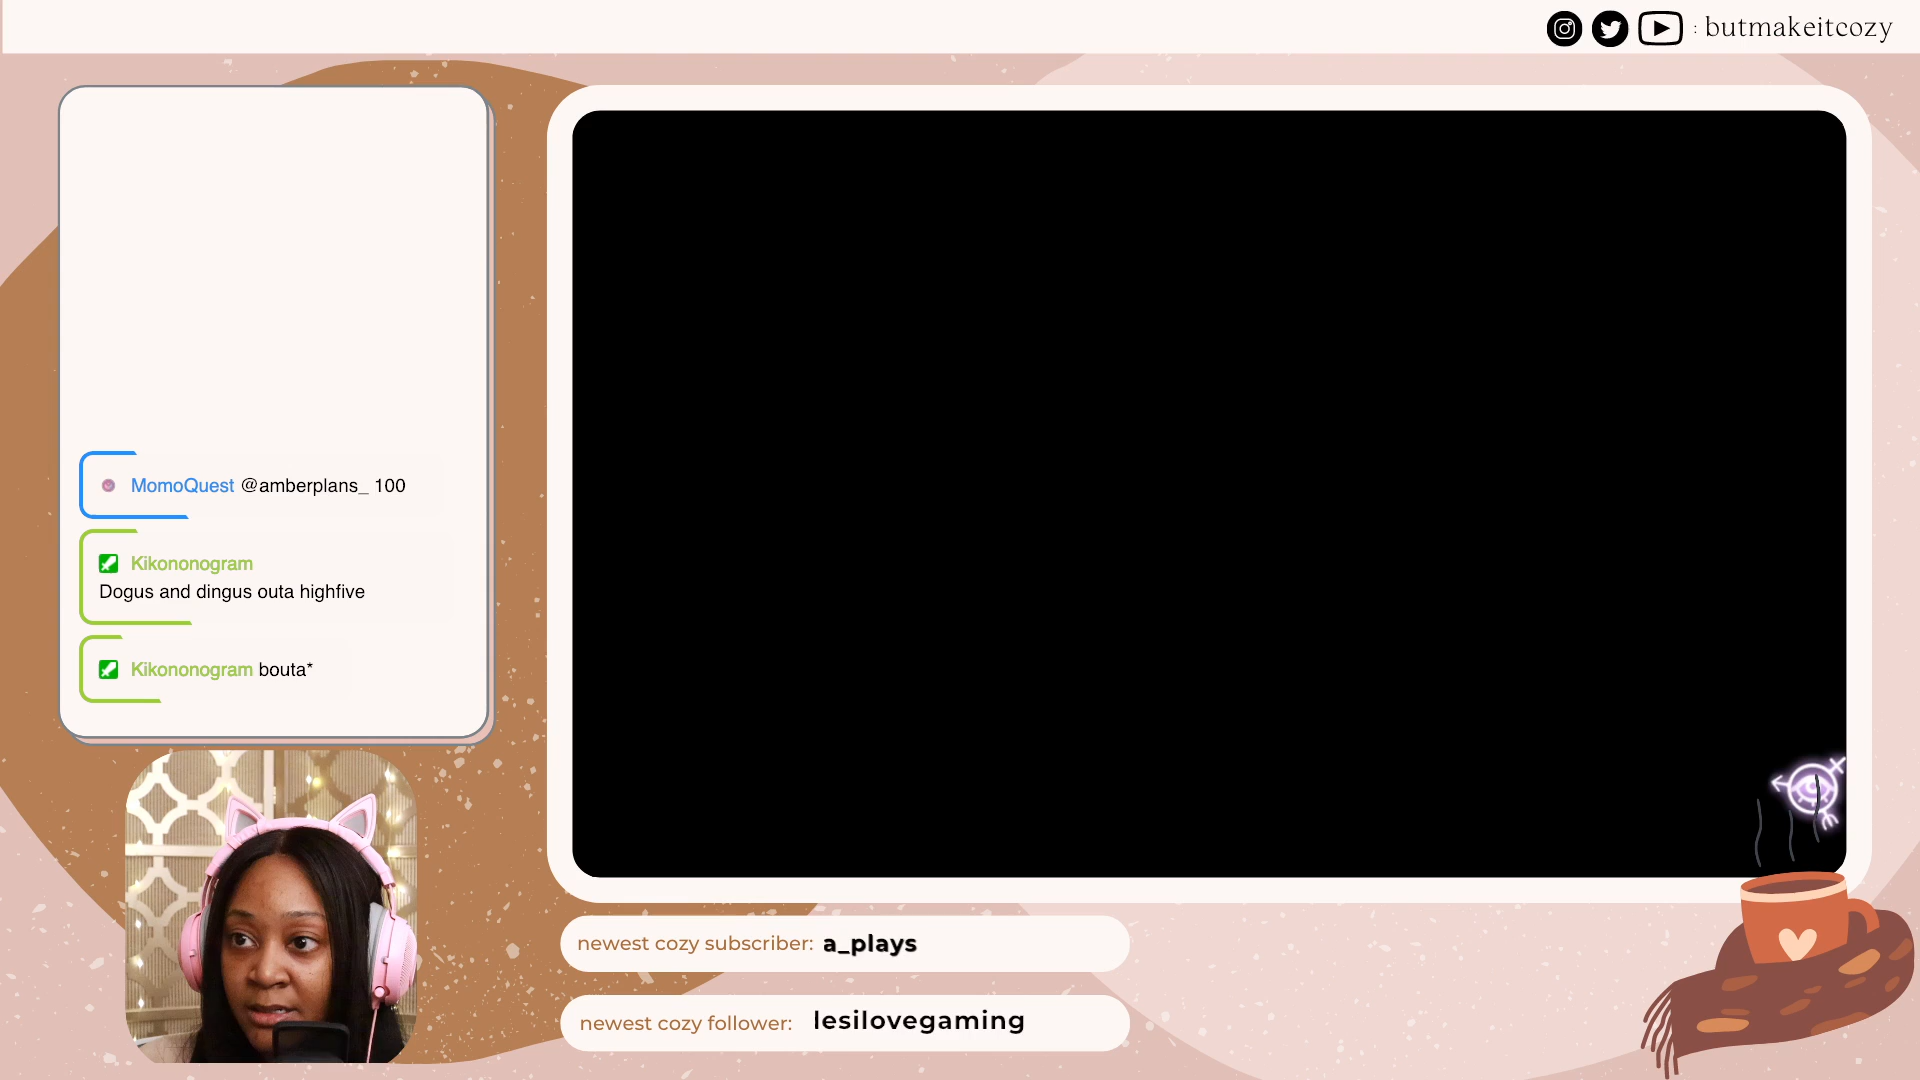 : butmakeitcozy
MomoQuest @amberplans_ 100
Kikononogram
Dogus and dingus outa highfive
Kikononogram bouta*
newest cozy subscriber: a_plays
newest cozy follower: lesilovegaming